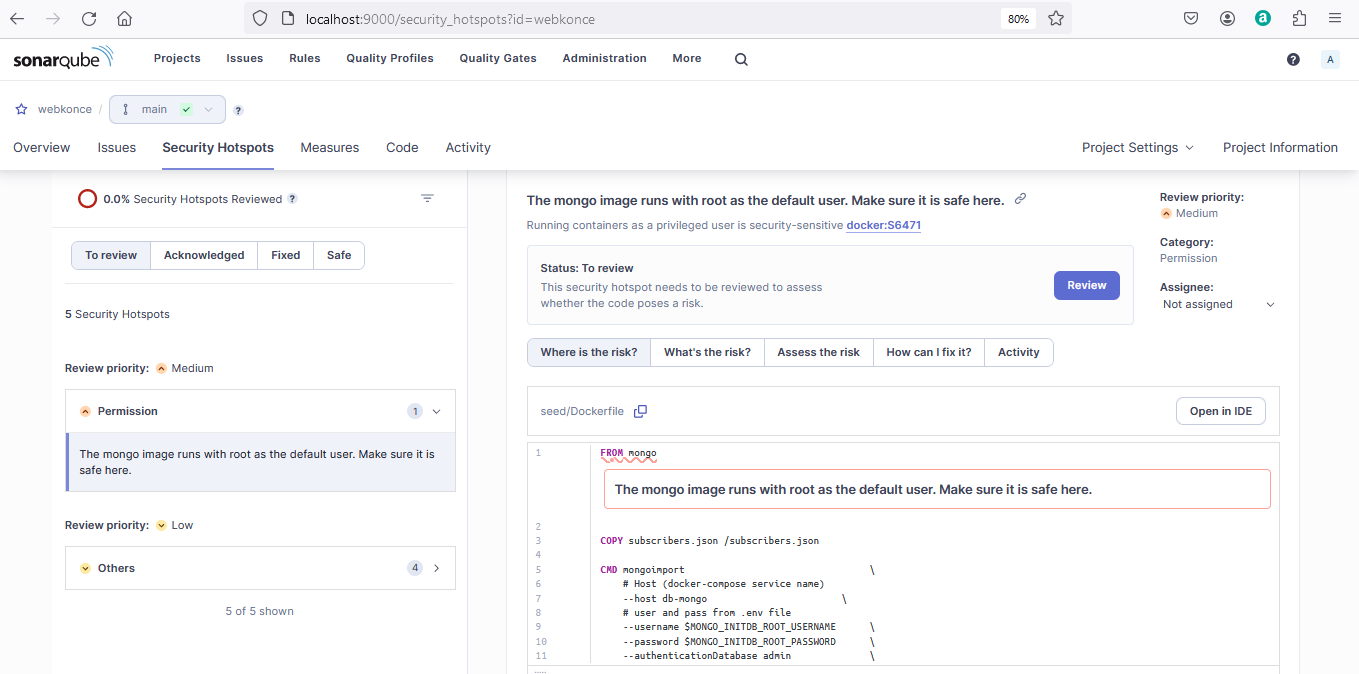 localhost:9000/security_hotspots?id=webkonce
80%
a
sonarqube
Projects
Issues
Rules
Quality Profiles
Quality Gates
Administration
More
?
A
webkonce / main
?
Overview
Issues
Security Hotspots
Measures
Code
Activity
Project Settings
Project Information
0.0% Security Hotspots Reviewed ?
To review
Acknowledged
Fixed
Safe
5 Security Hotspots
Review priority: Medium
Permission 1
The mongo image runs with root as the default user. Make sure it is
safe here.
Review priority: Low
Others 4
5 of 5 shown
The mongo image runs with root as the default user. Make sure it is safe here.
Running containers as a privileged user is security-sensitive docker:S6471
Status: To review
This security hotspot needs to be reviewed to assess
whether the code poses a risk.
Review
Review priority:
Medium
Category:
Permission
Assignee:
Not assigned
Where is the risk?
What's the risk?
Assess the risk
How can I fix it?
Activity
seed/Dockerfile
Open in IDE
1 FROM mongo
The mongo image runs with root as the default user. Make sure it is safe here.
2
3 COPY subscribers.json /subscribers.json
4
5 CMD mongoimport \
6 # Host (docker-compose service name)
7 --host db-mongo \
8 # user and pass from .env file
9 --username $MONGO_INITDB_ROOT_USERNAME \
10 --password $MONGO_INITDB_ROOT_PASSWORD \
11 --authenticationDatabase admin \